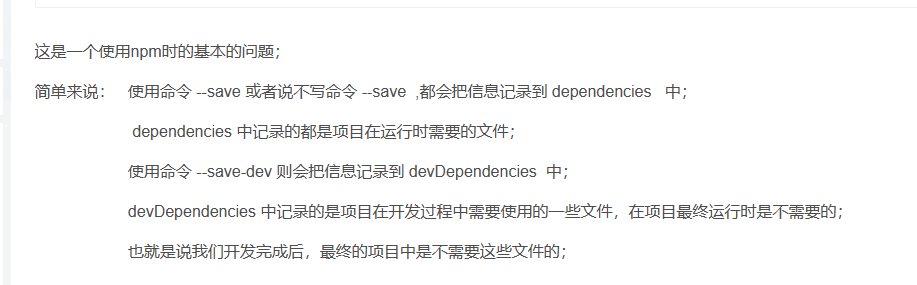 这是一个使用npm时的基本的问题；
简单来说： 使用命令 --save 或者说不写命令 --save ,都会把信息记录到 dependencies 中；
dependencies 中记录的都是项目在运行时需要的文件；
使用命令 --save-dev 则会把信息记录到 devDependencies 中；
devDependencies 中记录的是项目在开发过程中需要使用的一些文件，在项目最终运行时是不需要的；
也就是说我们开发完成后，最终的项目中是不需要这些文件的；